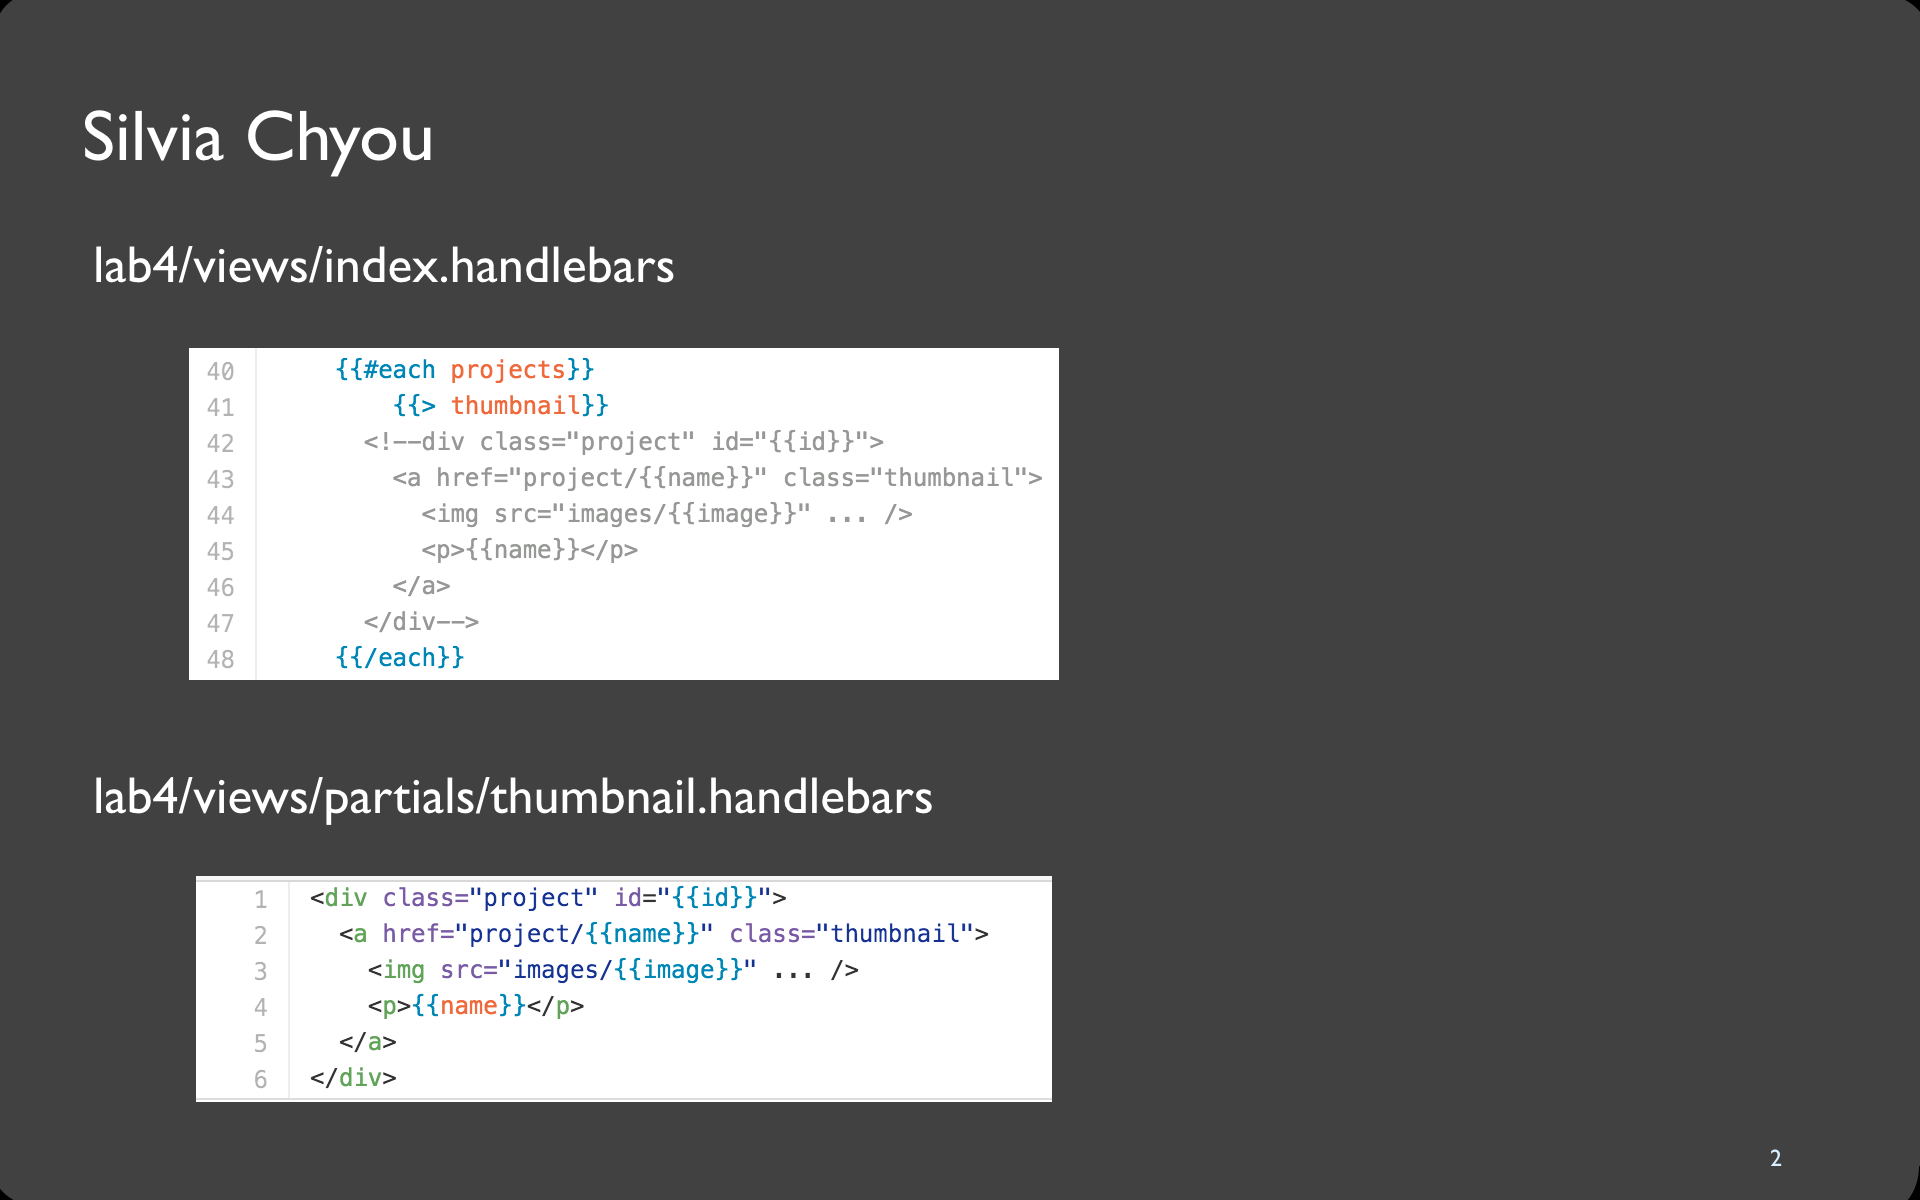 Silvia Chyou
lab4/views/index.handlebars
40 {{#each projects}}
41 {{> thumbnail}}
42 <!--div class="project" id="{{id}}">
43 <a href="project/{{name}}" class="thumbnail">
44 <img src="images/{{image}}" ... />
45 <p>{{name}}</p>
46 </a>
47 </div-->
48 {{/each}}
lab4/views/partials/thumbnail.handlebars
1 <div class="project" id="{{id}}">
2 <a href="project/{{name}}" class="thumbnail">
3 <img src="images/{{image}}" ... />
4 <p>{{name}}</p>
5 </a>
6 </div>
2